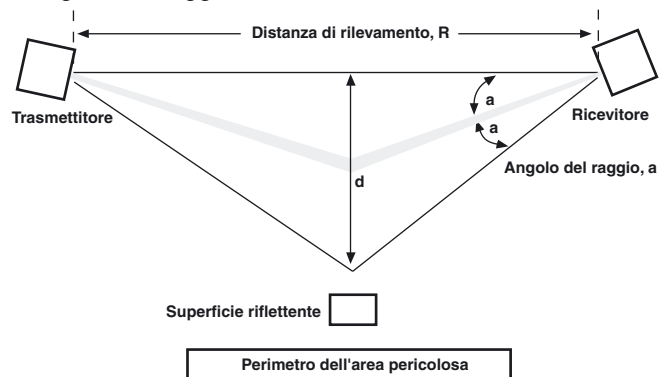 Distanza di rilevamento, R
a
Trasmettitore
Ricevitore
a
Angolo del raggio, a
d
Superficie riflettente
Perimetro dell'area pericolosa